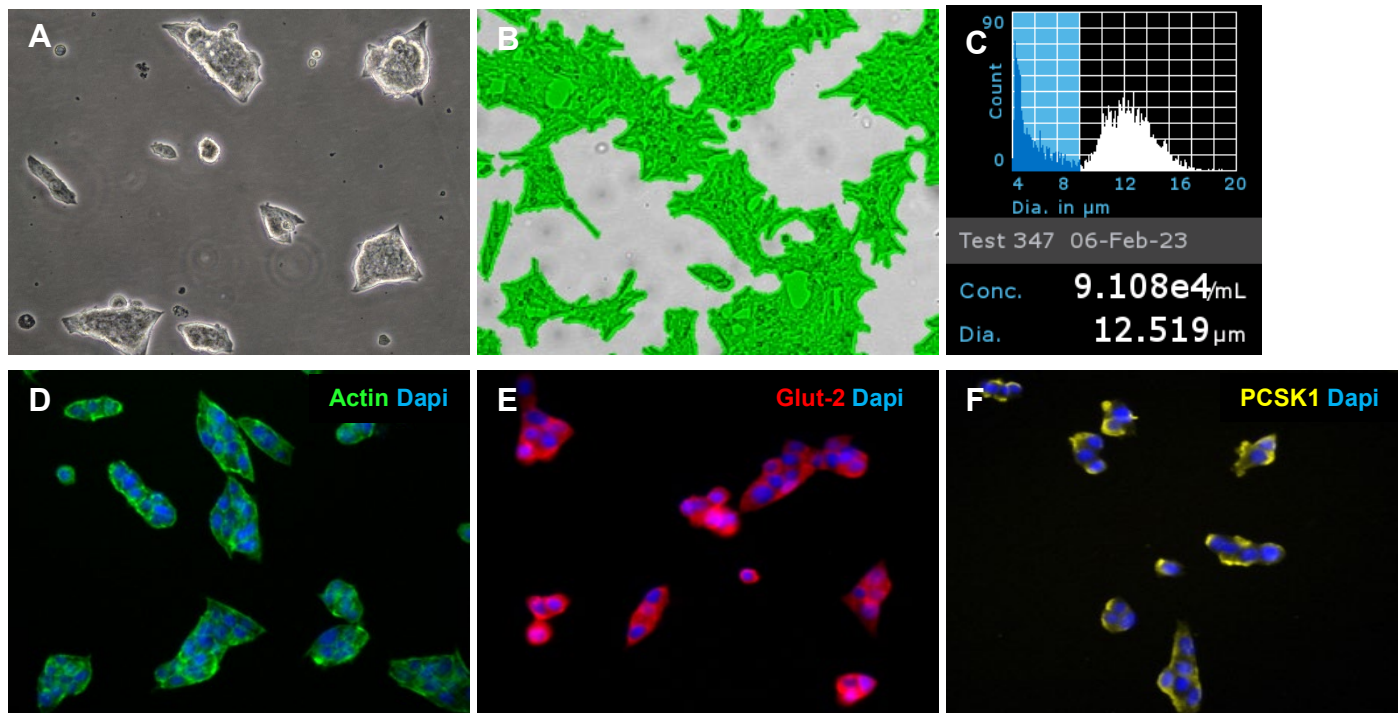 A
B
C
90
Count
0
4 8 12 16 20
Dia. in µm
Test 347 06-Feb-23
Conc. 9.108e4/mL
Dia. 12.519µm
D
Actin Dapi
E
Glut-2 Dapi
F
PCSK1 Dapi